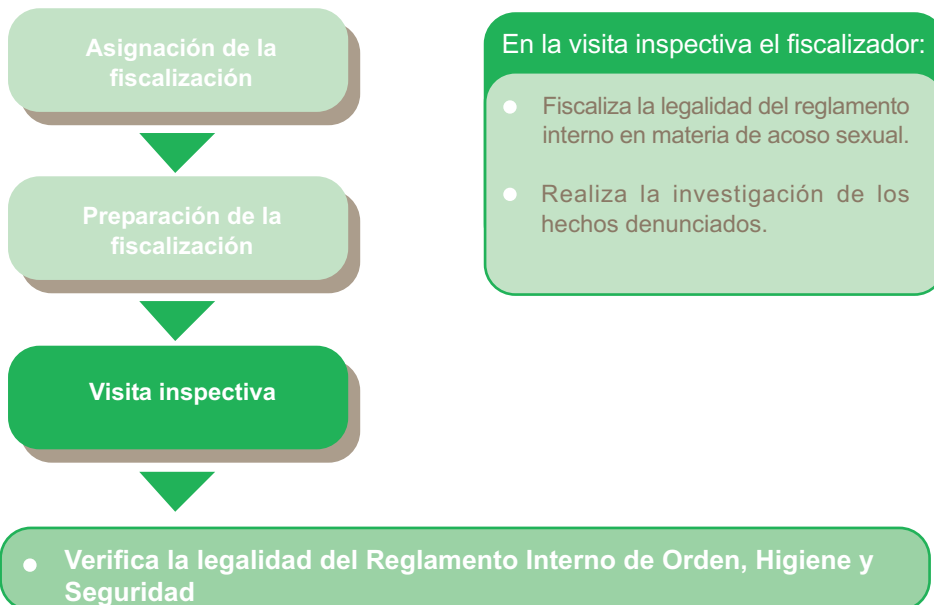 Asignación de la
fiscalización
Preparación de la
fiscalización
Visita inspectiva
En la visita inspectiva el fiscalizador:
Fiscaliza la legalidad del reglamento
interno en materia de acoso sexual.
Realiza la investigación de los
hechos denunciados.
Verifica la legalidad del Reglamento Interno de Orden, Higiene y
Seguridad